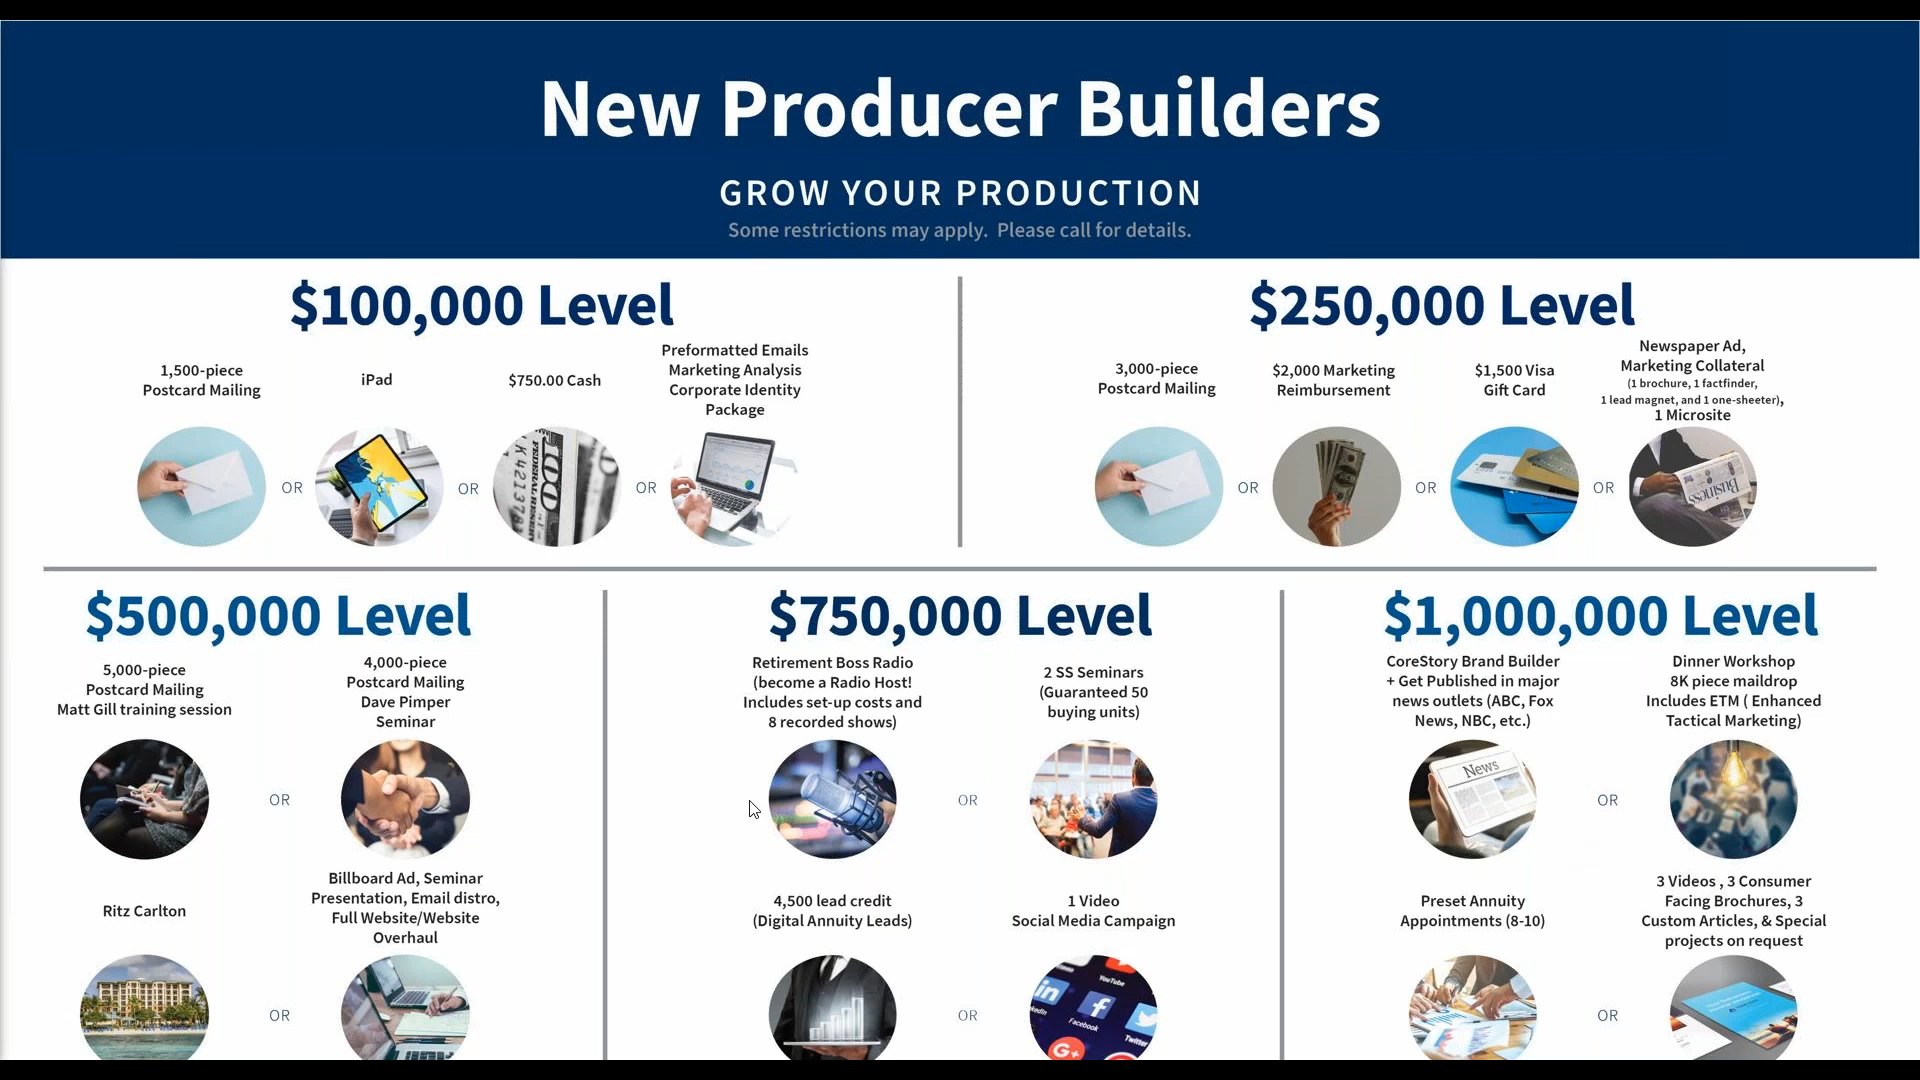 New Producer Builders
GROW YOUR PRODUCTION
Some restrictions may apply. Please call for details.
$100,000 Level
1,500-piece
Postcard Mailing
iPad
$750.00 Cash
Preformatted Emails
Marketing Analysis
Corporate Identity
Package
OR
OR
OR
$250,000 Level
3,000-piece
Postcard Mailing
$2,000 Marketing
Reimbursement
$1,500 Visa
Gift Card
Newspaper Ad,
Marketing Collateral
(1 brochure, 1 factfinder,
1 lead magnet, and 1 one-sheeter),
1 Microsite
OR
OR
OR
Business
$500,000 Level
5,000-piece
Postcard Mailing
Matt Gill training session
4,000-piece
Postcard Mailing
Dave Pimper
Seminar
OR
Ritz Carlton
Billboard Ad, Seminar
Presentation, Email distro,
Full Website/Website
Overhaul
OR
$750,000 Level
Retirement Boss Radio
(become a Radio Host!
Includes set-up costs and
8 recorded shows)
2 SS Seminars
(Guaranteed 50
buying units)
OR
4,500 lead credit
(Digital Annuity Leads)
1 Video
Social Media Campaign
OR
YouTube
in
Facebook
Twitter
G+
$1,000,000 Level
CoreStory Brand Builder
+ Get Published in major
news outlets (ABC, Fox
News, NBC, etc.)
Dinner Workshop
8K piece maildrop
Includes ETM ( Enhanced
Tactical Marketing)
News
OR
Preset Annuity
Appointments (8-10)
3 Videos , 3 Consumer
Facing Brochures, 3
Custom Articles, & Special
projects on request
OR